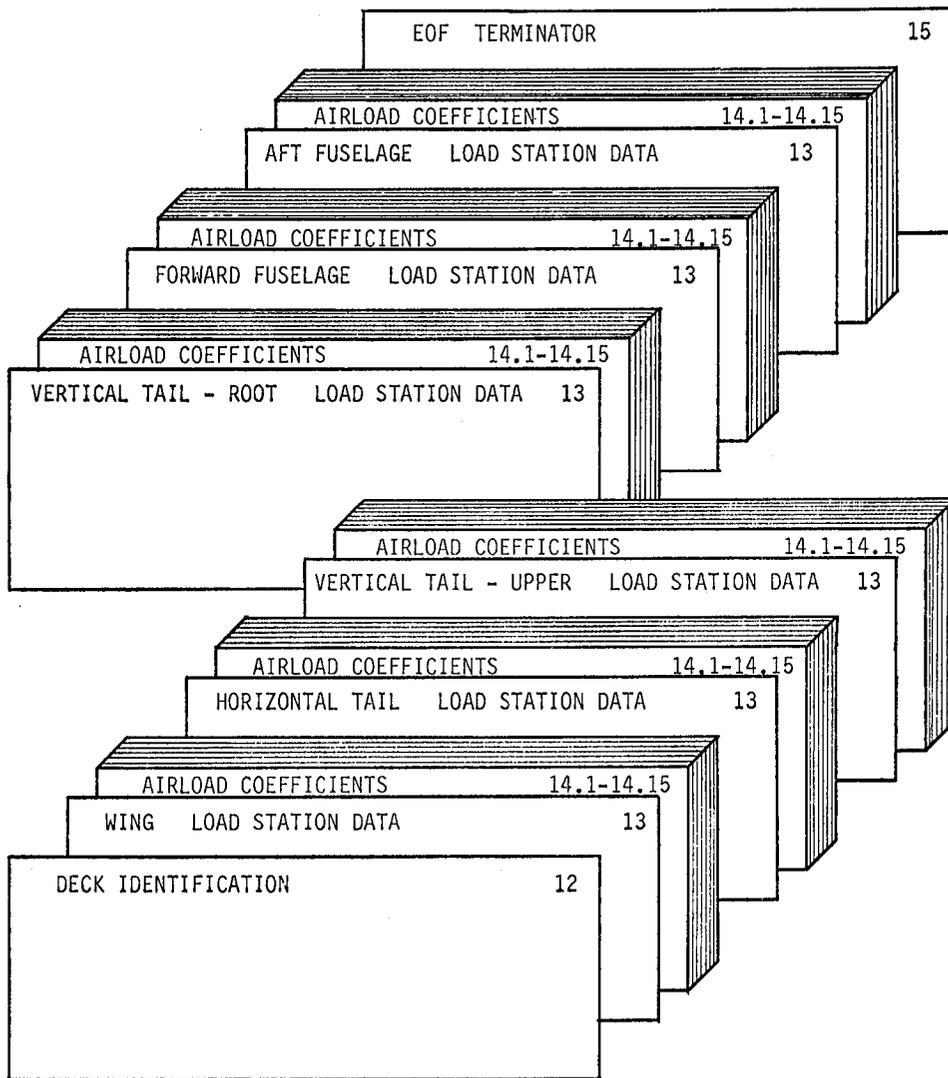 EOF TERMINATOR 15
AIRLOAD COEFFICIENTS 14.1-14.15
AFT FUSELAGE LOAD STATION DATA 13
AIRLOAD COEFFICIENTS 14.1-14.15
FORWARD FUSELAGE LOAD STATION DATA 13
AIRLOAD COEFFICIENTS 14.1-14.15
VERTICAL TAIL - ROOT LOAD STATION DATA 13
AIRLOAD COEFFICIENTS 14.1-14.15
VERTICAL TAIL - UPPER LOAD STATION DATA 13
AIRLOAD COEFFICIENTS 14.1-14.15
HORIZONTAL TAIL LOAD STATION DATA 13
AIRLOAD COEFFICIENTS 14.1-14.15
WING LOAD STATION DATA 13
DECK IDENTIFICATION 12